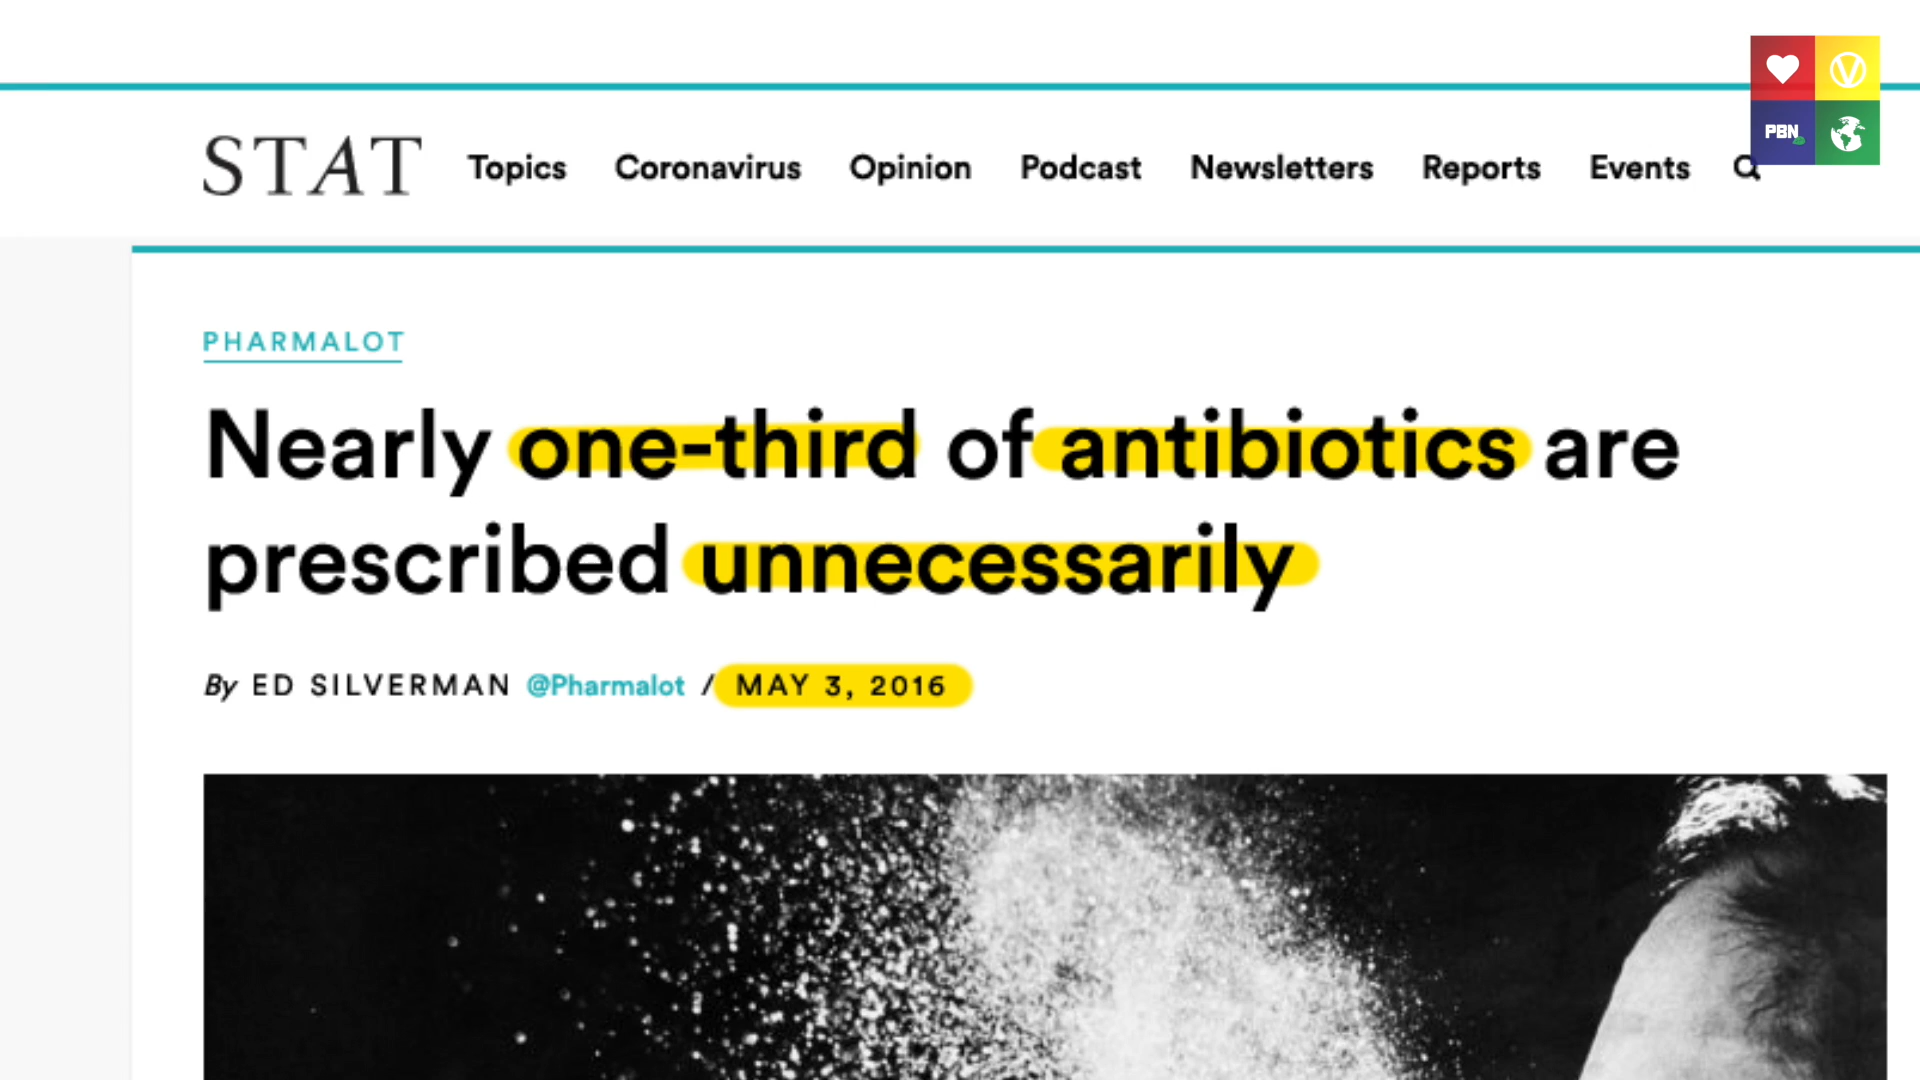 STAT Topics Coronavirus Opinion Podcast Newsletters Reports Events
V
PBN
PHARMALOT
Nearly one-third of antibiotics are
prescribed unnecessarily
By ED SILVERMAN @Pharmalot / MAY 3, 2016